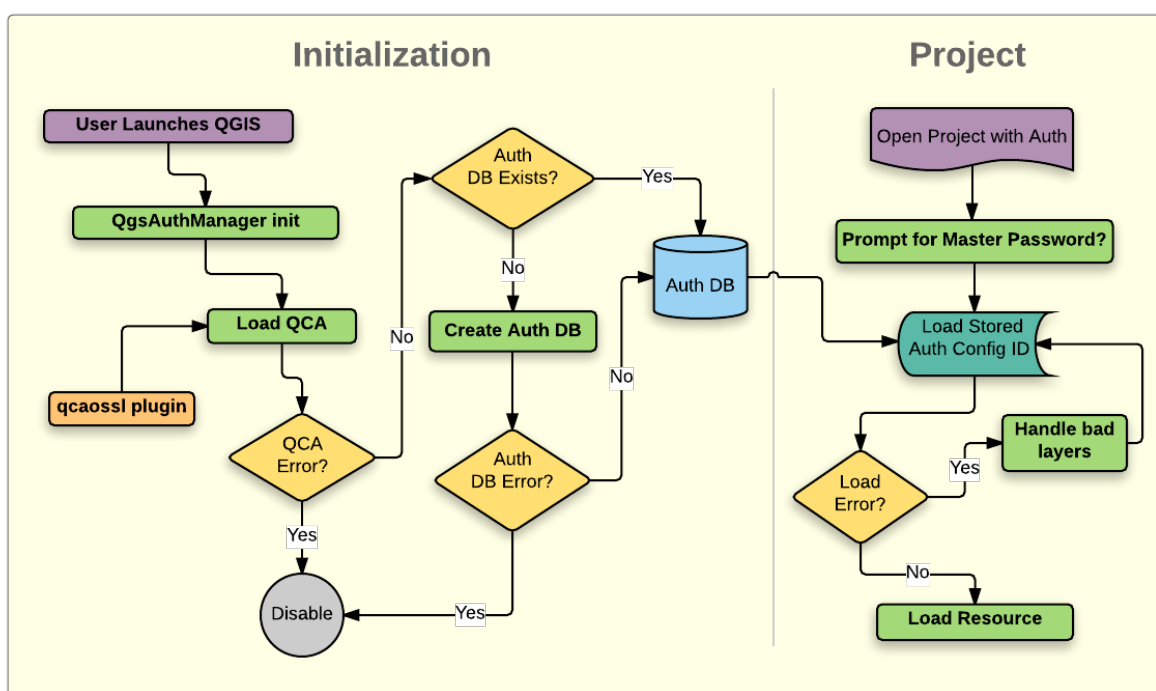 Initialization
User Launches QGIS
QgsAuthManager init
Load QCA
qcaossl plugin
QCA
Error?
Yes
Disable
No
Auth
DB Exists?
Yes
No
Create Auth DB
Auth
DB Error?
Yes
No
Auth DB
Project
Open Project with Auth
Prompt for Master Password?
Load Stored
Auth Config ID
Load
Error?
Yes
Handle bad
layers
No
Load Resource